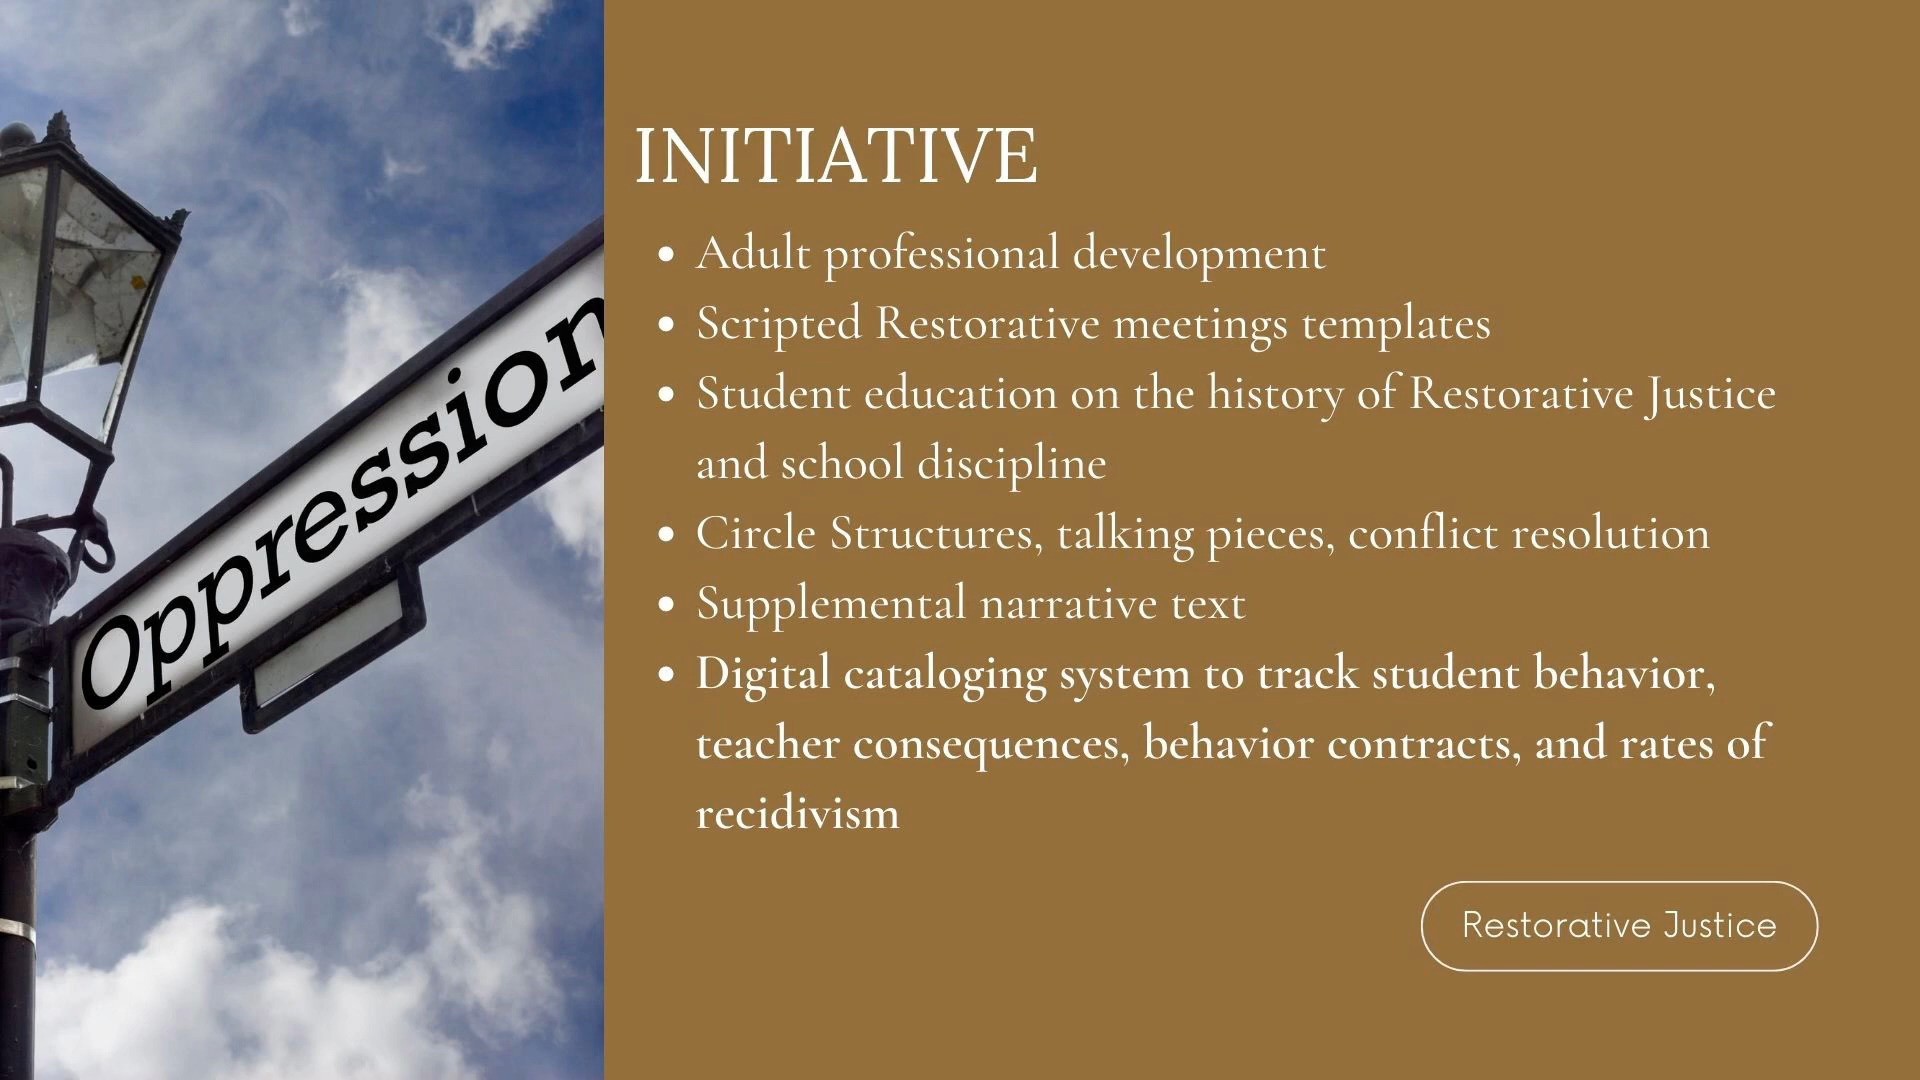 Oppression
INITIATIVE
• Adult professional development
• Scripted Restorative meetings templates
• Student education on the history of Restorative Justice
and school discipline
• Circle Structures, talking pieces, conflict resolution
• Supplemental narrative text
• Digital cataloging system to track student behavior,
teacher consequences, behavior contracts, and rates of
recidivism
Restorative Justice